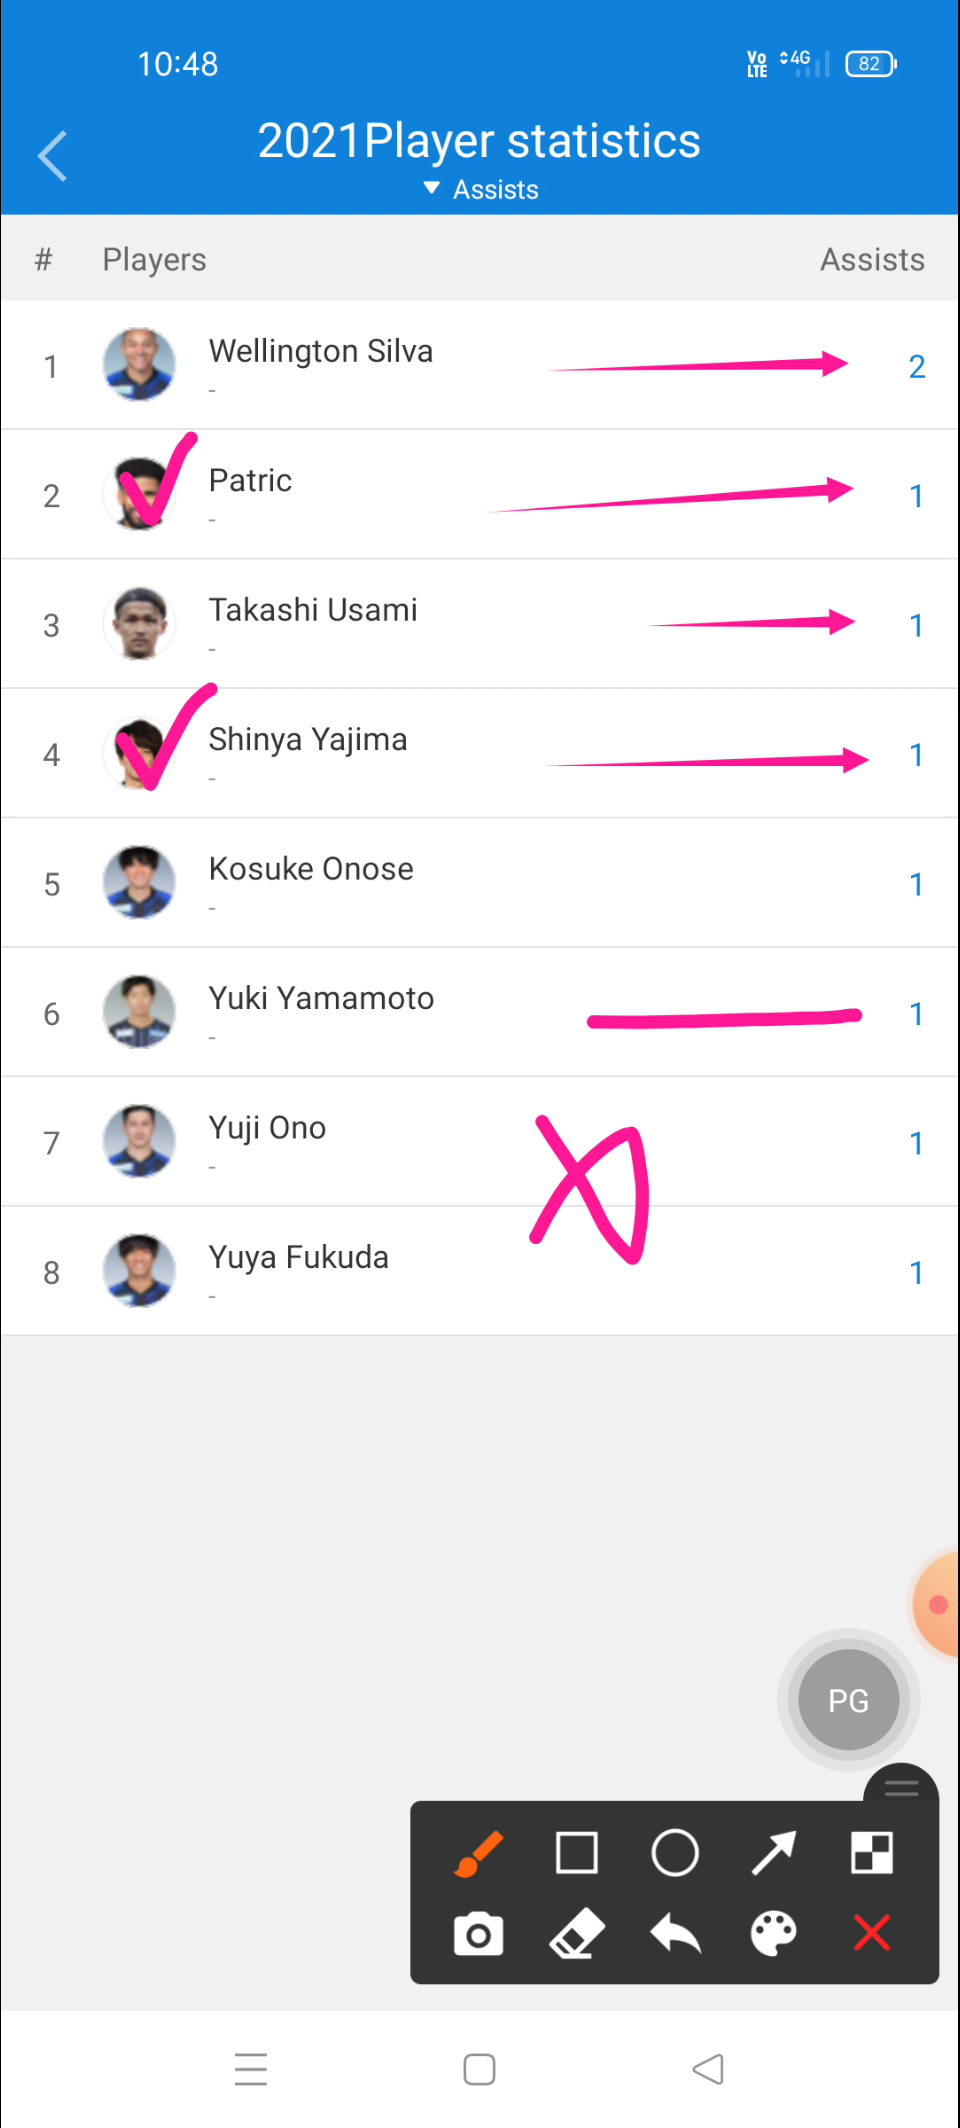 10:48
Vo LTE 4G 82
2021Player statistics
Assists
# Players Assists
1 Wellington Silva 2
-
2 Patric 1
-
3 Takashi Usami 1
-
4 Shinya Yajima 1
-
5 Kosuke Onose 1
-
6 Yuki Yamamoto 1
-
7 Yuji Ono 1
-
8 Yuya Fukuda 1
-
PG